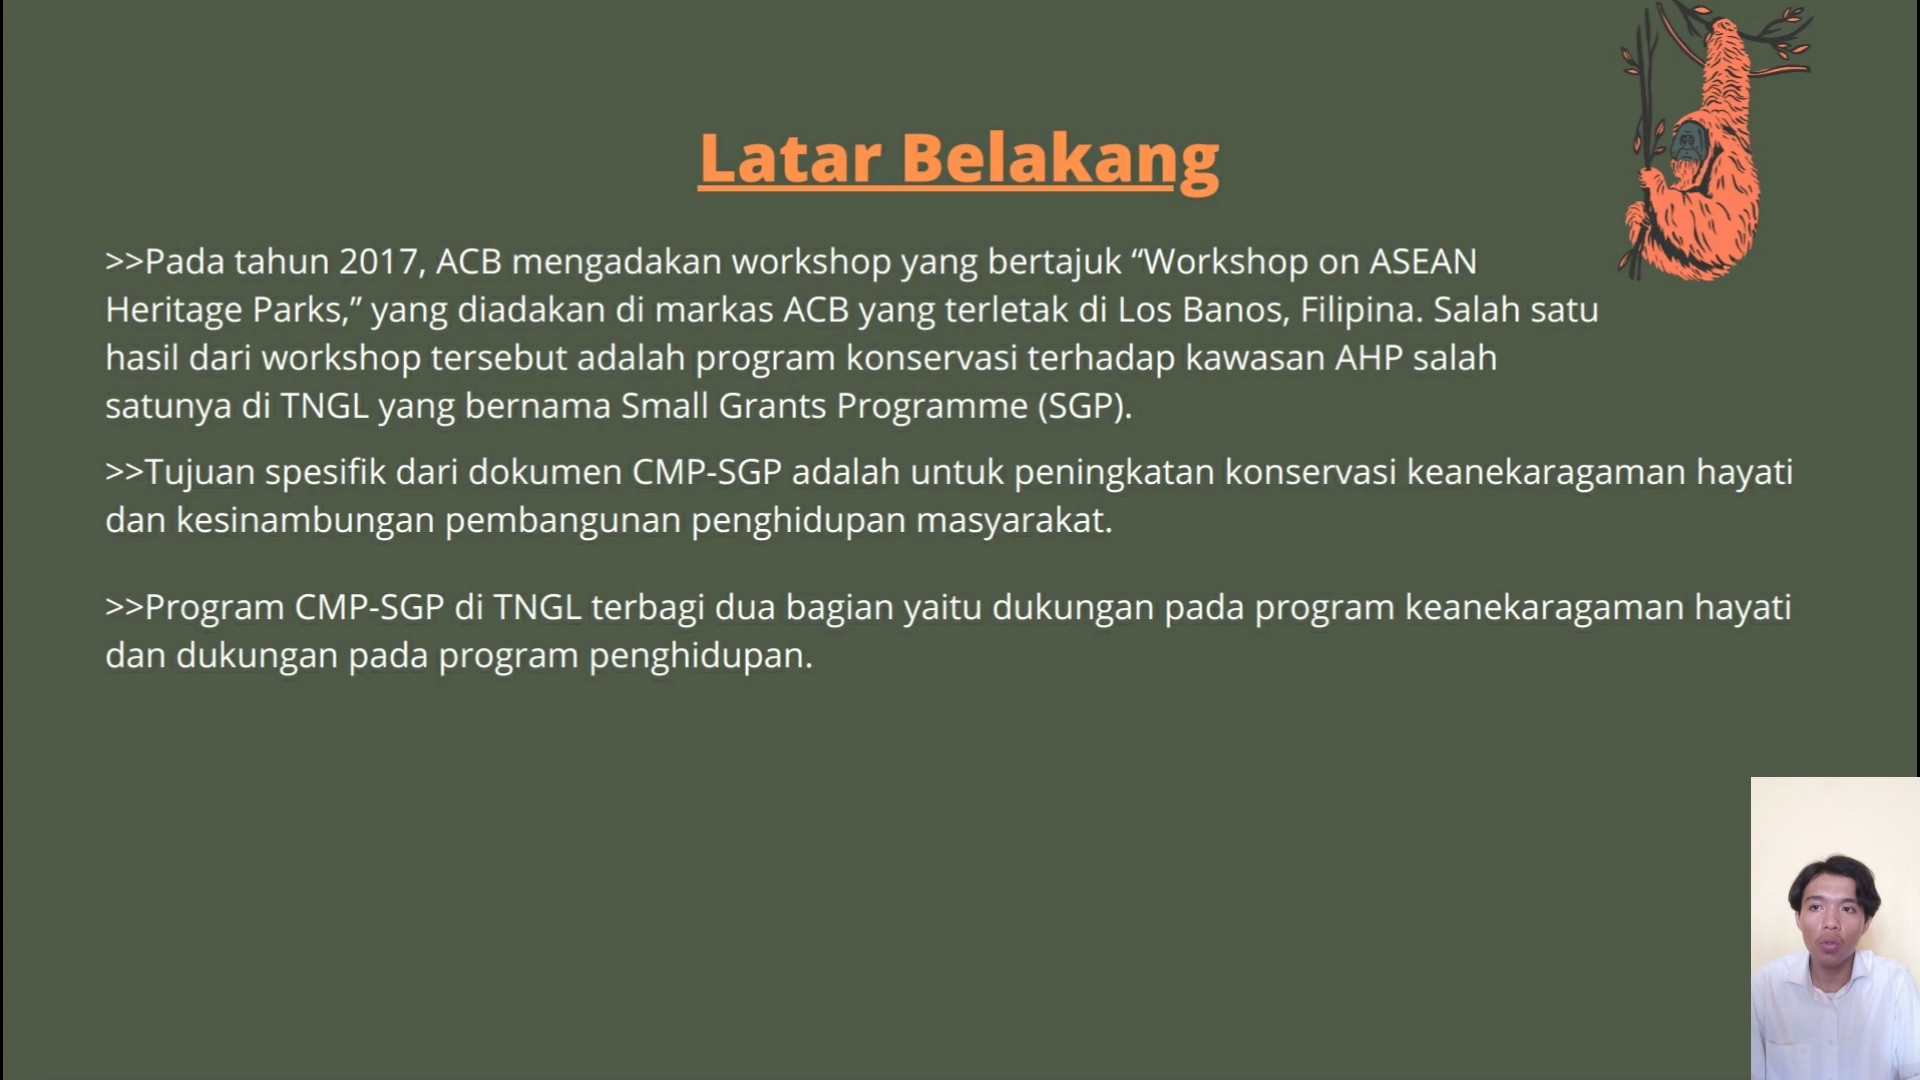 Latar Belakang
>>Pada tahun 2017, ACB mengadakan workshop yang bertajuk “Workshop on ASEAN
Heritage Parks,” yang diadakan di markas ACB yang terletak di Los Banos, Filipina. Salah satu
hasil dari workshop tersebut adalah program konservasi terhadap kawasan AHP salah
satunya di TNGL yang bernama Small Grants Programme (SGP).
>>Tujuan spesifik dari dokumen CMP-SGP adalah untuk peningkatan konservasi keanekaragaman hayati
dan kesinambungan pembangunan penghidupan masyarakat.
>>Program CMP-SGP di TNGL terbagi dua bagian yaitu dukungan pada program keanekaragaman hayati
dan dukungan pada program penghidupan.